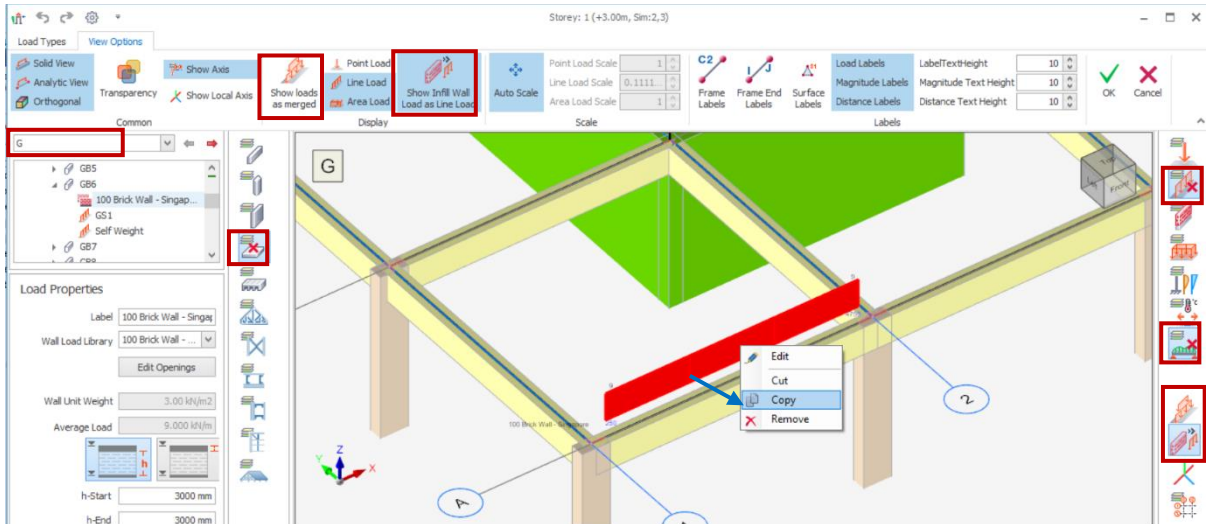 Storey: 1 (+3.00m, Sim:2,3)
Load Types View Options
Solid View
Analytic View
Orthogonal
Transparency
Show Axis
Show Local Axis
Common
Show loads
as merged
Point Load
Line Load
Area Load
Show Infill Wall
Load as Line Load
Display
Auto Scale
Point Load Scale 1
Line Load Scale 0.1111...
Area Load Scale 1
Scale
C2
Frame
Labels
I J
Frame End
Labels
Surface
Labels
Load Labels
Magnitude Labels
Distance Labels
LabelTextHeight 10
Magnitude Text Height 10
Distance Text Height 10
Labels
OK
Cancel
G
GB5
GB6
100 Brick Wall - Singap...
GS1
Self Weight
GB7
GB8
Load Properties
Label 100 Brick Wall - Singap
Wall Load Library 100 Brick Wall - ...
Edit Openings
Wall Unit Weight 3.00 kN/m2
Average Load 9.000 kN/m
h
h-Start 3000 mm
h-End 3000 mm
G
Top
Front
9
9
100 Brick Wall - Singapore
Edit
Cut
Copy
Remove
2
A
Z
Y
X